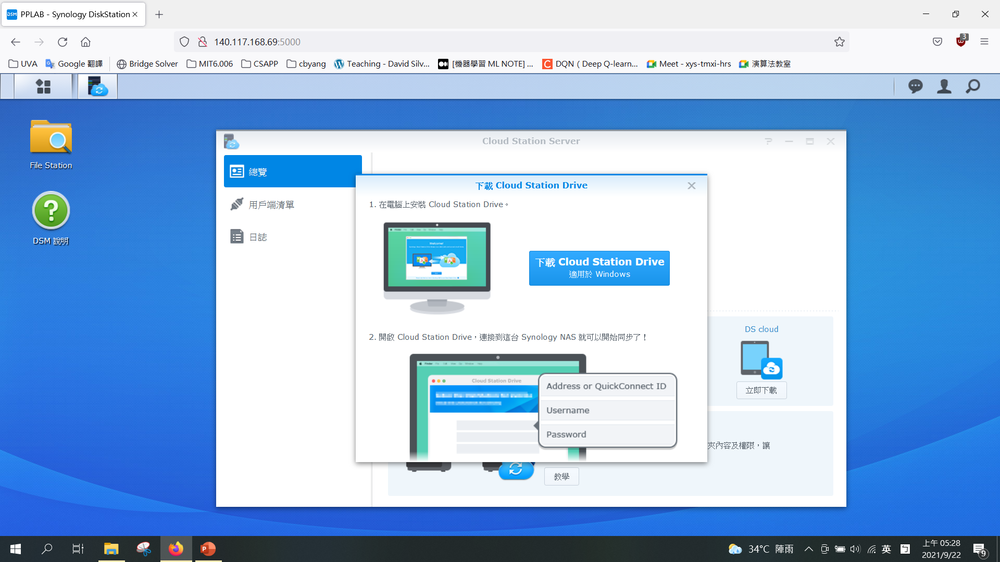 PPLAB - Synology DiskStation
140.117.168.69:5000
3
UVA
Google 翻譯
Bridge Solver
MIT6.006
CSAPP
cbyang
Teaching - David Silv...
[機器學習 ML NOTE] ...
DQN ( Deep Q-learn...
Meet - xys-tmxi-hrs
演算法教室
File Station
DSM 說明
Cloud Station Server
總覽
用戶端清單
日誌
下載 Cloud Station Drive
1. 在電腦上安裝 Cloud Station Drive。
Welcome!
下載 Cloud Station Drive
適用於 Windows
2. 開啟 Cloud Station Drive，連接到這台 Synology NAS 就可以開始同步了！
Cloud Station Drive
Address or QuickConnect ID
Username
Password
DS cloud
立即下載
夾內容及權限，讓
教學
34°C 陣雨
英
上午 05:28
2021/9/22
9